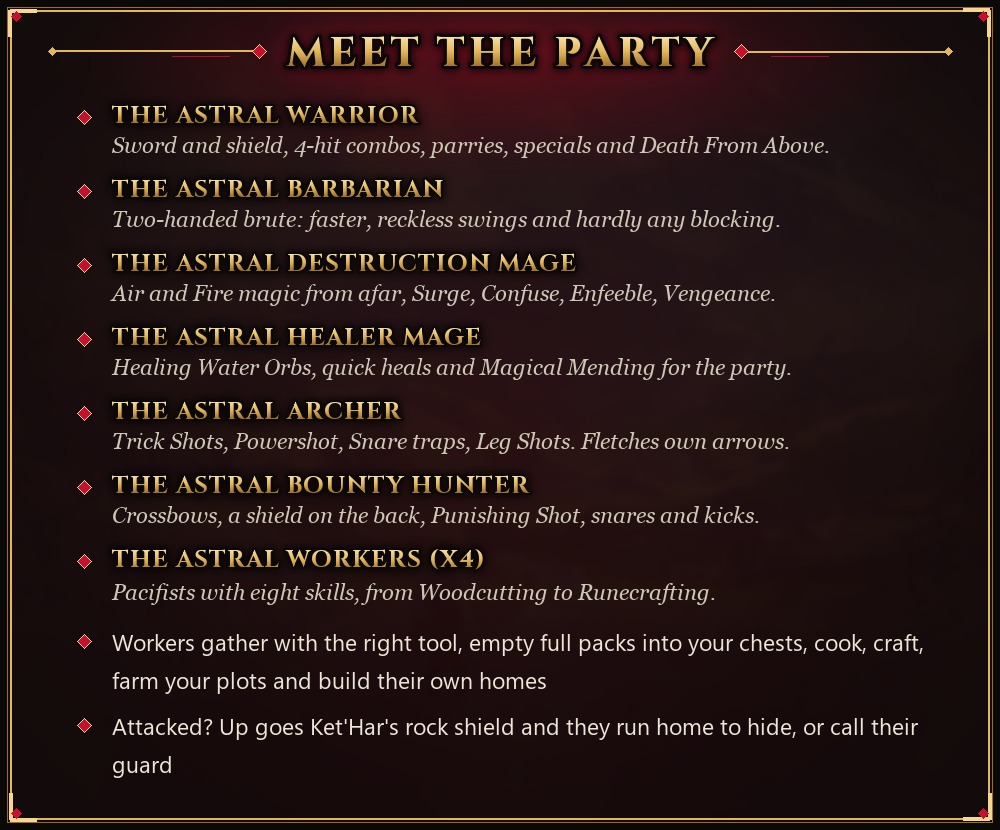 MEET THE PARTY
THE ASTRAL WARRIOR
Sword and shield, 4-hit combos, parries, specials and Death From Above.
THE ASTRAL BARBARIAN
Two-handed brute: faster, reckless swings and hardly any blocking.
THE ASTRAL DESTRUCTION MAGE
Air and Fire magic from afar, Surge, Confuse, Enfeeble, Vengeance.
THE ASTRAL HEALER MAGE
Healing Water Orbs, quick heals and Magical Mending for the party.
THE ASTRAL ARCHER
Trick Shots, Powershot, Snare traps, Leg Shots. Fletches own arrows.
THE ASTRAL BOUNTY HUNTER
Crossbows, a shield on the back, Punishing Shot, snares and kicks.
THE ASTRAL WORKERS (X4)
Pacifists with eight skills, from Woodcutting to Runecrafting.
Workers gather with the right tool, empty full packs into your chests, cook, craft,
farm your plots and build their own homes
Attacked? Up goes Ket'Har's rock shield and they run home to hide, or call their
guard